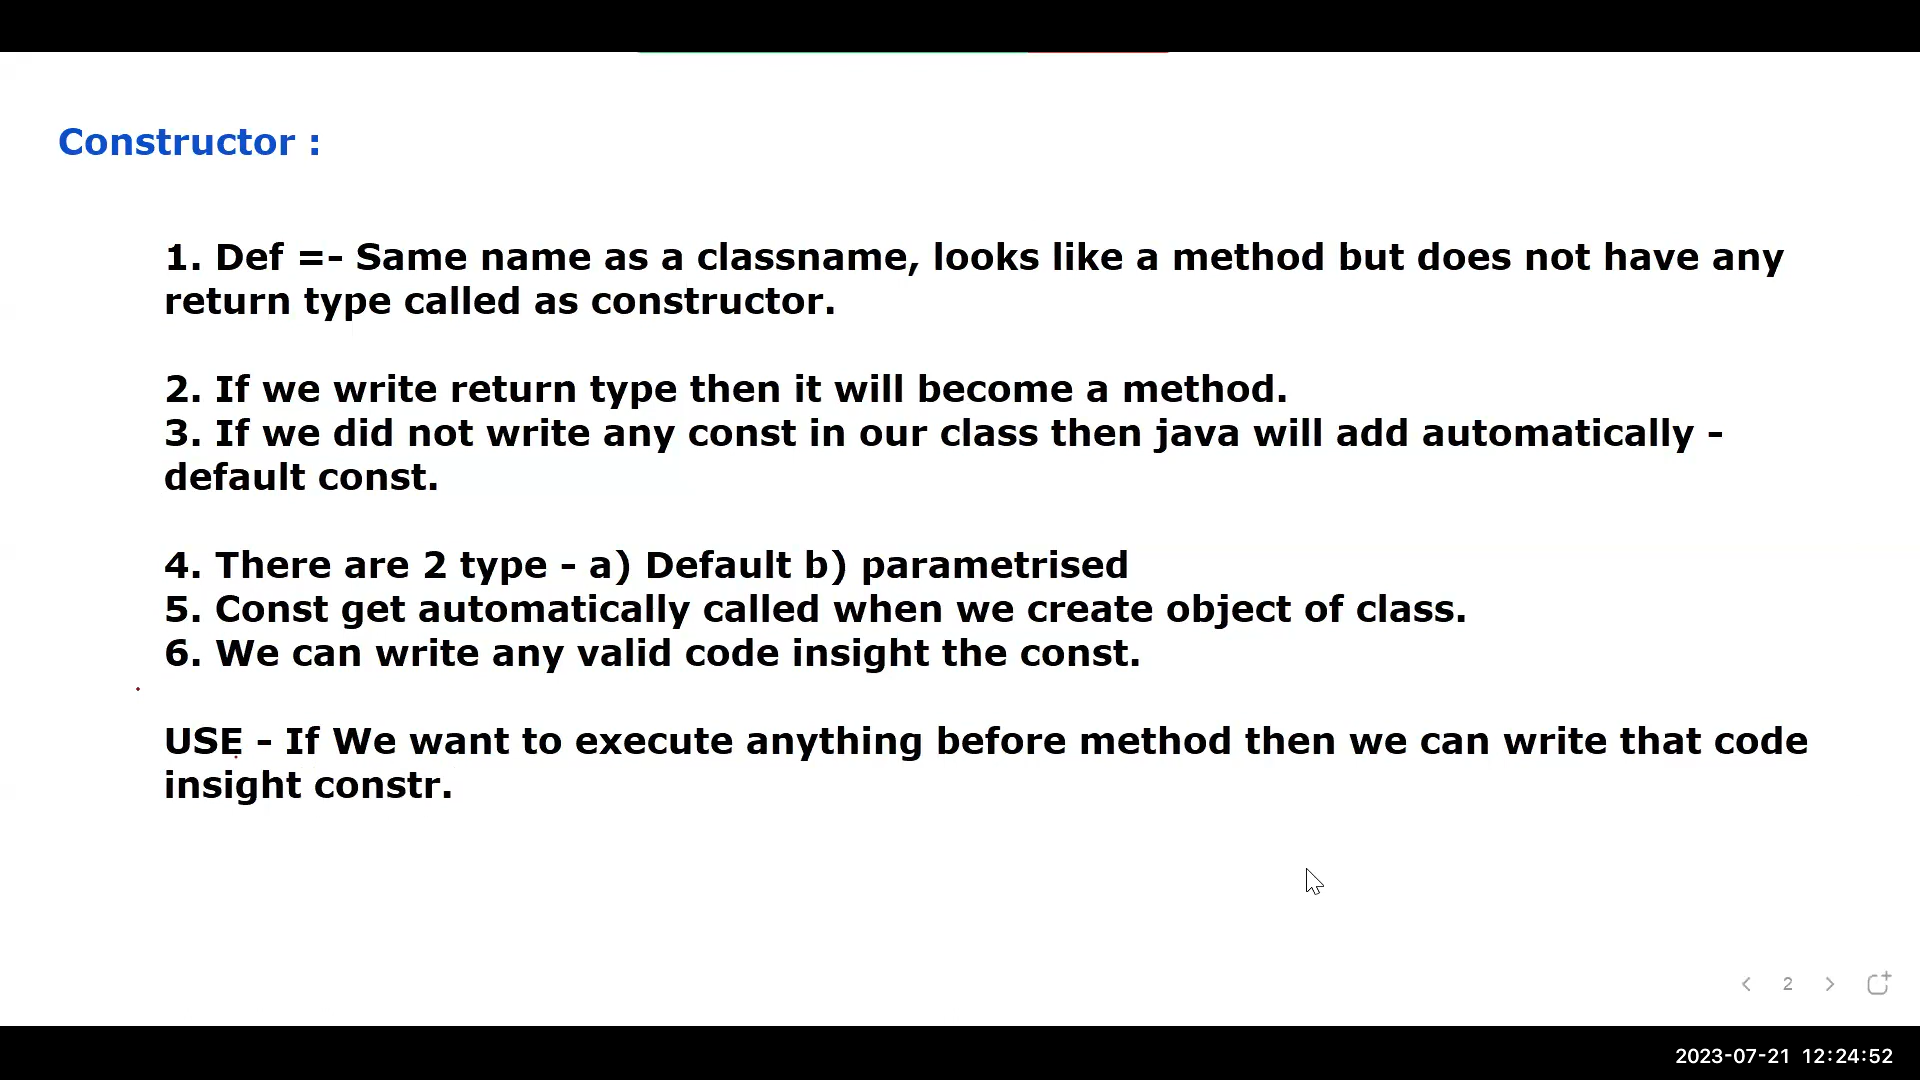 Constructor :
1. Def =- Same name as a classname, looks like a method but does not have any
return type called as constructor.
2. If we write return type then it will become a method.
3. If we did not write any const in our class then java will add automatically -
default const.
4. There are 2 type - a) Default b) parametrised
5. Const get automatically called when we create object of class.
6. We can write any valid code insight the const.
USE - If We want to execute anything before method then we can write that code
insight constr.
2
2023-07-21 12:24:52